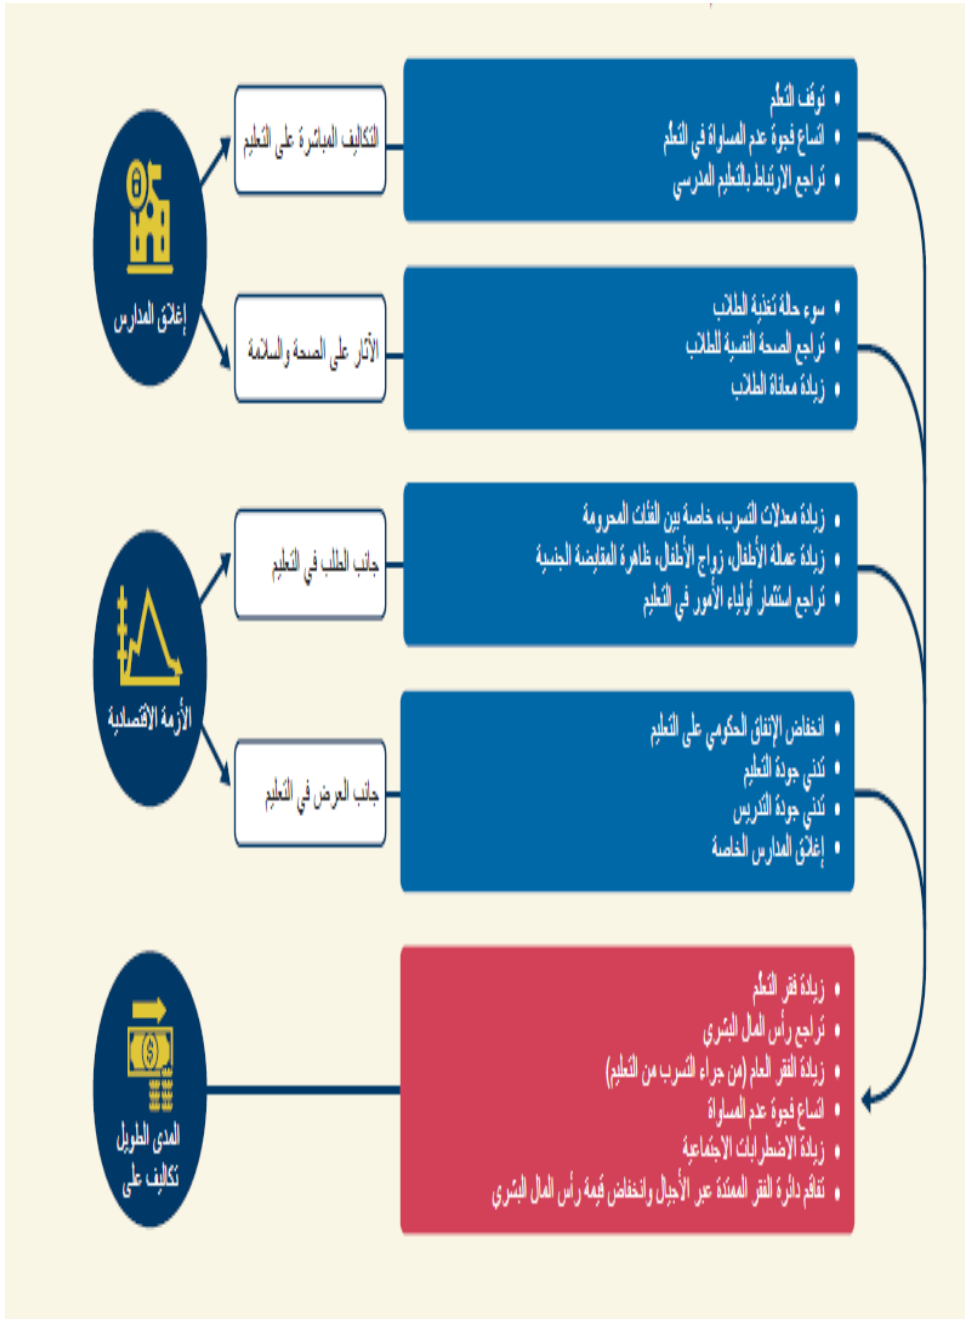 إغلاق المدارس
التكاليف المباشرة على التعليم
• توقف التعلّم
• اتساع فجوة عدم المساواة في التعلّم
• تراجع الارتباط بالتعليم المدرسي
الآثار على الصحة والسلامة
• سوء حالة تغذية الطلاب
• تراجع الصحة النفسية للطلاب
• زيادة معاناة الطلاب
الأزمة الاقتصادية
جانب الطلب في التعليم
• زيادة معدلات التسرب، خاصة بين الفئات المحرومة
• زيادة عمالة الأطفال، زواج الأطفال، ظاهرة المقايضة الجنسية
• تراجع استثمار أولياء الأمور في التعليم
جانب العرض في التعليم
• انخفاض الإنفاق الحكومي على التعليم
• تدني جودة التعليم
• تدني جودة التدريس
• إغلاق المدارس الخاصة
المدى الطويل
تكاليف على
• زيادة فقر التعلّم
• تراجع رأس المال البشري
• زيادة الفقر العام (من جراء التسرب من التعليم)
• اتساع فجوة عدم المساواة
• زيادة الاضطرابات الاجتماعية
• تفاقم دائرة الفقر الممتدة عبر الأجيال وانخفاض قيمة رأس المال البشري